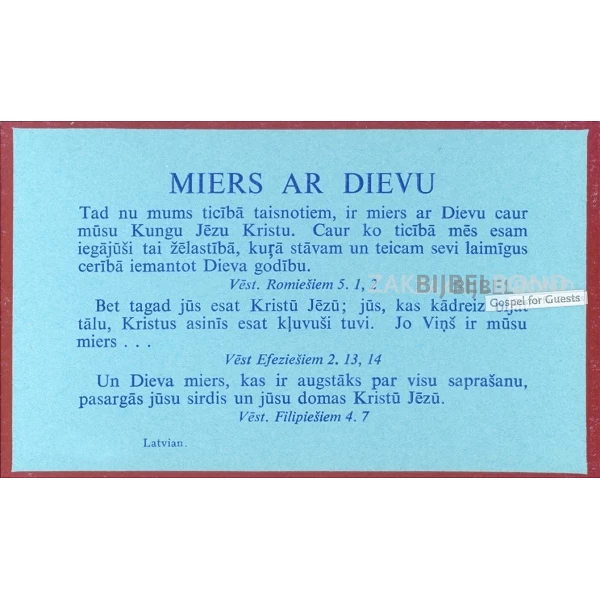 MIERS AR DIEVU
Tad nu mums ticībā taisnotiem, ir miers ar Dievu caur
mūsu Kungu Jēzu Kristu. Caur ko ticībā mēs esam
iegājūši tai žēlastībā, kuŗā stāvam un teicam sevi laimīgus
cerībā iemantot Dieva godību.
Vēst. Romiešiem 5. 1, 2
ZAKBIJBELBOND
BIJBEL
Gospel for Guests
Bet tagad jūs esat Kristū Jēzū; jūs, kas kādreiz bijāt
tālu, Kristus asinīs esat kļuvuši tuvi. Jo Viņš ir mūsu
miers . . .
Vēst Efeziešiem 2. 13, 14
Un Dieva miers, kas ir augstāks par visu saprašanu,
pasargās jūsu sirdis un jūsu domas Kristū Jēzū.
Vēst. Filipiešiem 4. 7
Latvian.